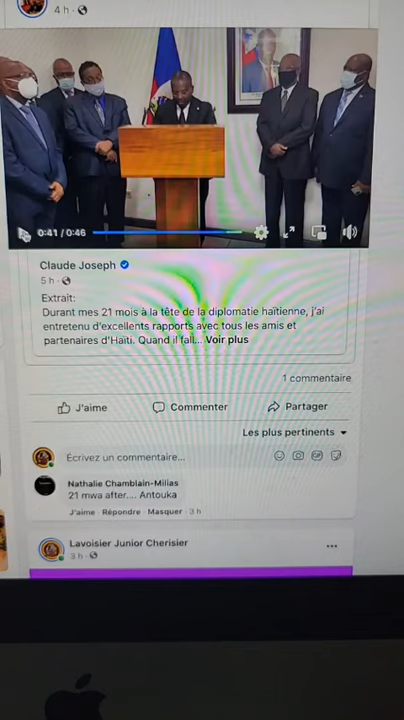 4 h
0:41 / 0:46
Claude Joseph
5 h
Extrait:
Durant mes 21 mois à la tête de la diplomatie haïtienne, j'ai
entretenu d'excellents rapports avec tous les amis et
partenaires d'Haïti. Quand il fall... Voir plus
1 commentaire
J'aime
Commenter
Partager
Les plus pertinents
Écrivez un commentaire...
Nathalie Chamblain-Milias
21 mwa after.... Antouka
J'aime · Répondre · Masquer · 3 h
Lavoisier Junior Cherisier
3 h